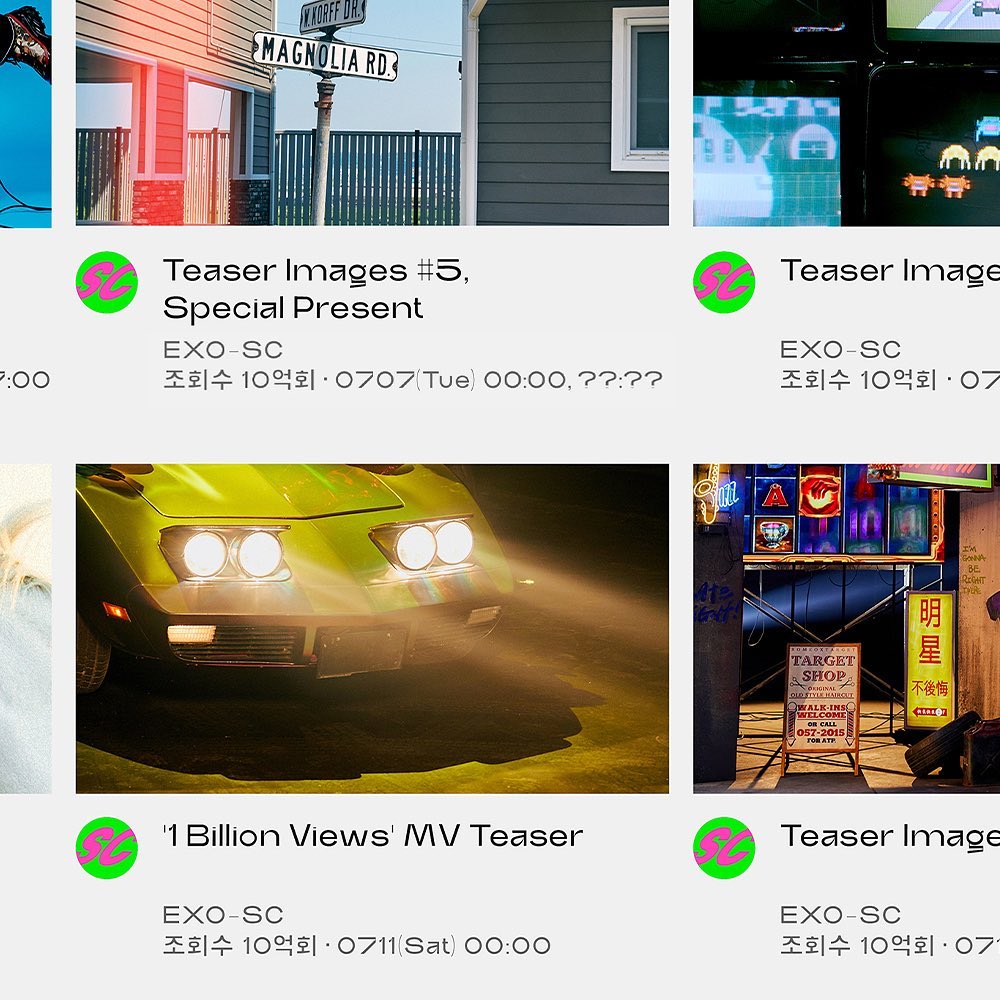 W. KORFF DR.
MAGNOLIA RD.
SC
Teaser Images #5,
Special Present
EXO-SC
조회수 10억회 · 0707(Tue) 00:00, ??:??
7:00
SC
Teaser Image
EXO-SC
조회수 10억회 · 07
A
明
星
不後悔
I'M
GONNA
BE
RIGHT
THERE
TARGET
SHOP
ORIGINAL
OLD STYLE HAIRCUT
WALK-INS
WELCOME
OR CALL
057-2015
FOR ATP.
SC
'1 Billion Views' MV Teaser
EXO-SC
조회수 10억회 · 0711(Sat) 00:00
SC
Teaser Image
EXO-SC
조회수 10억회 · 071